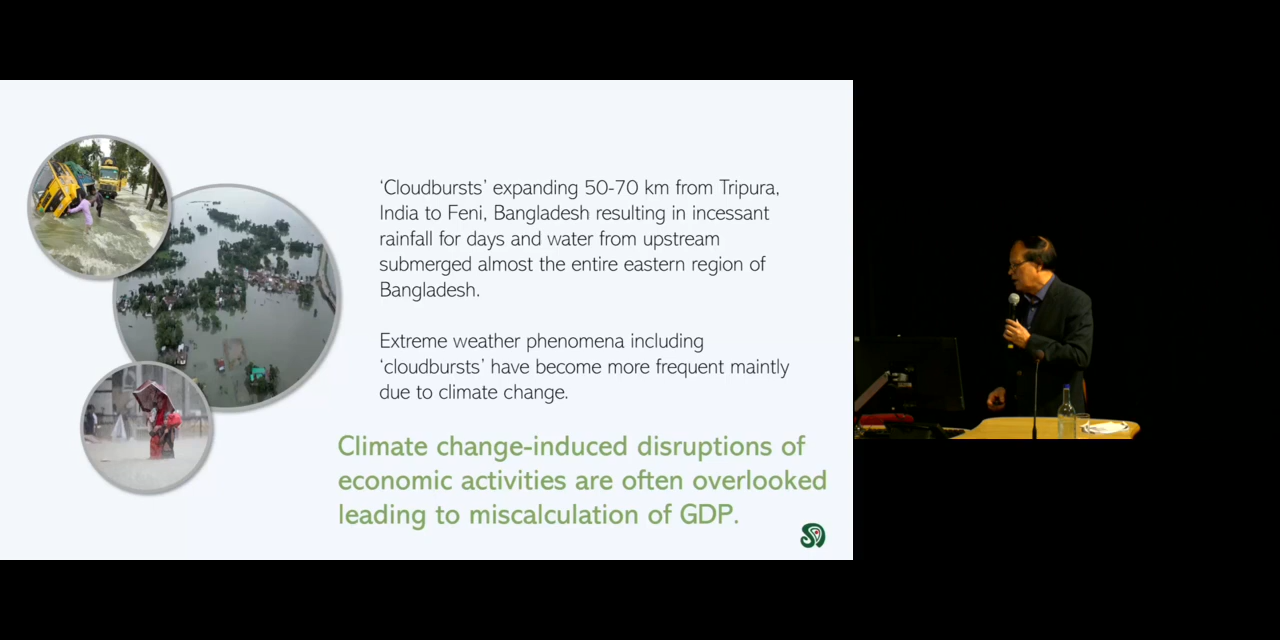 ‘Cloudbursts’ expanding 50-70 km from Tripura,
India to Feni, Bangladesh resulting in incessant
rainfall for days and water from upstream
submerged almost the entire eastern region of
Bangladesh.
Extreme weather phenomena including
‘cloudbursts’ have become more frequent maintly
due to climate change.
Climate change-induced disruptions of
economic activities are often overlooked
leading to miscalculation of GDP.